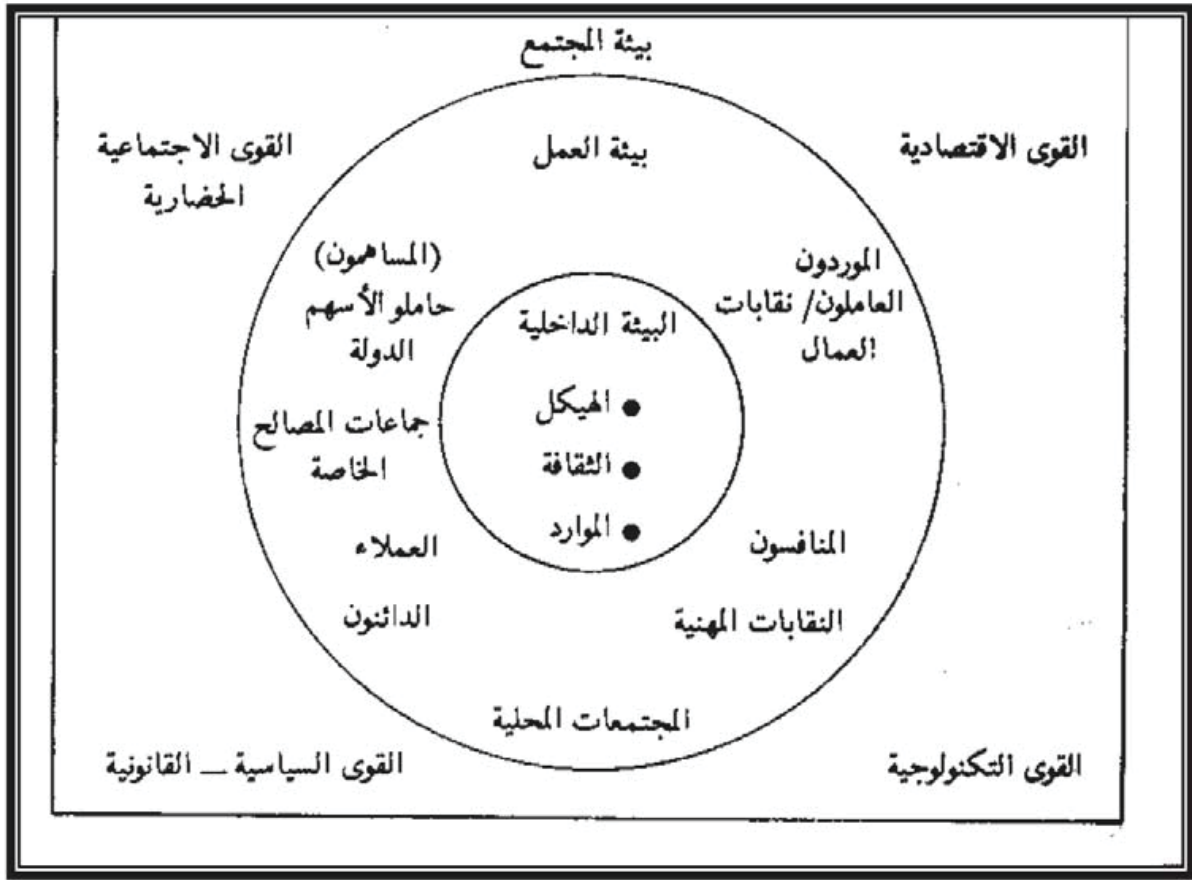 بيئة المجتمع
القوى الاقتصادية
القوى الاجتماعية
الحضارية
بيئة العمل
الموردون
العاملون/ نقابات
العمال
(المساهمون)
حاملو الأسهم
الدولة
جماعات المصالح
الخاصة
البيئة الداخلية
● الهيكل
● الثقافة
● الموارد
المنافسون
النقابات المهنية
العملاء
الدائنون
المجتمعات المحلية
القوى التكنولوجية
القوى السياسية — القانونية